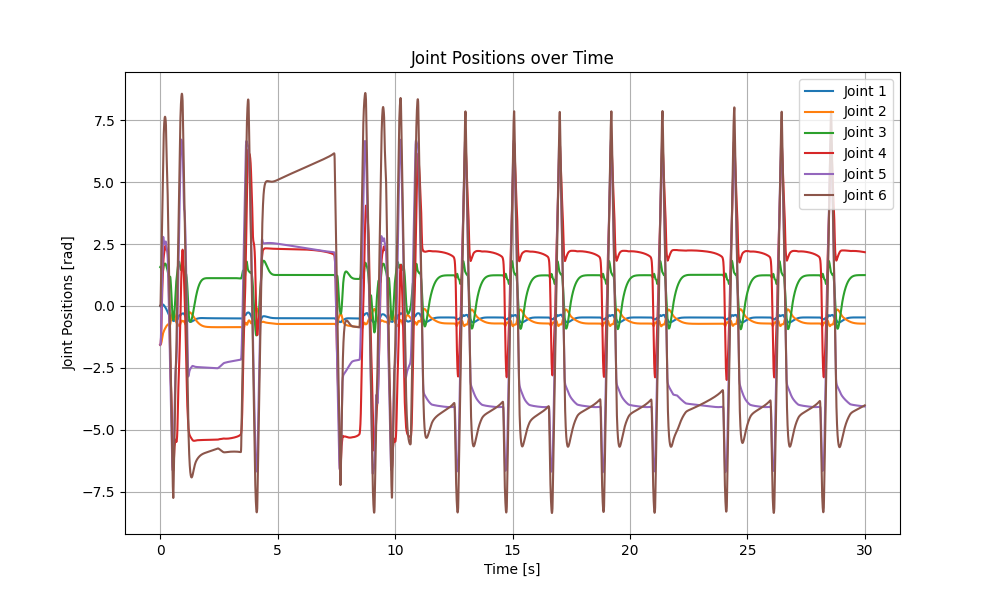 Joint Positions over Time
Joint Positions [rad]
7.5
5.0
2.5
0.0
−2.5
−5.0
−7.5
Joint 1
Joint 2
Joint 3
Joint 4
Joint 5
Joint 6
0 5 10 15 20 25 30
Time [s]